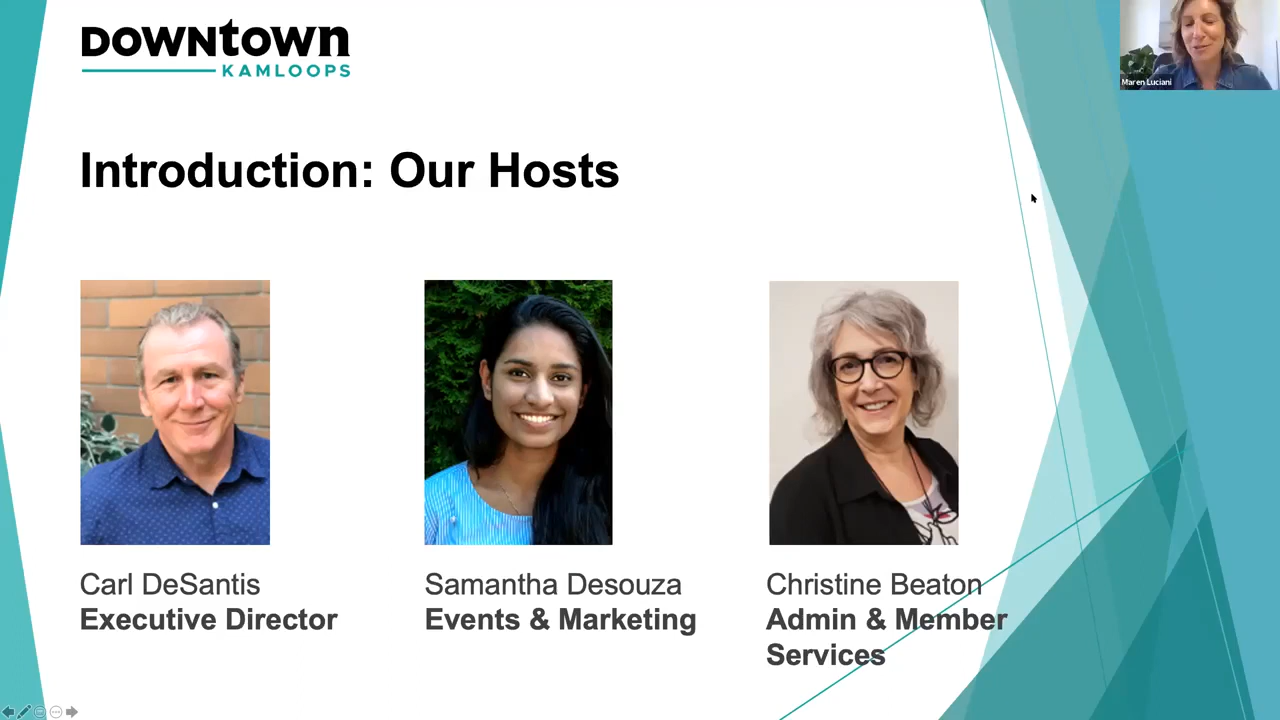 DOWNtown
KAMLOOPS
Maren Luciani
Introduction: Our Hosts
Carl DeSantis
Executive Director
Samantha Desouza
Events & Marketing
Christine Beaton
Admin & Member
Services